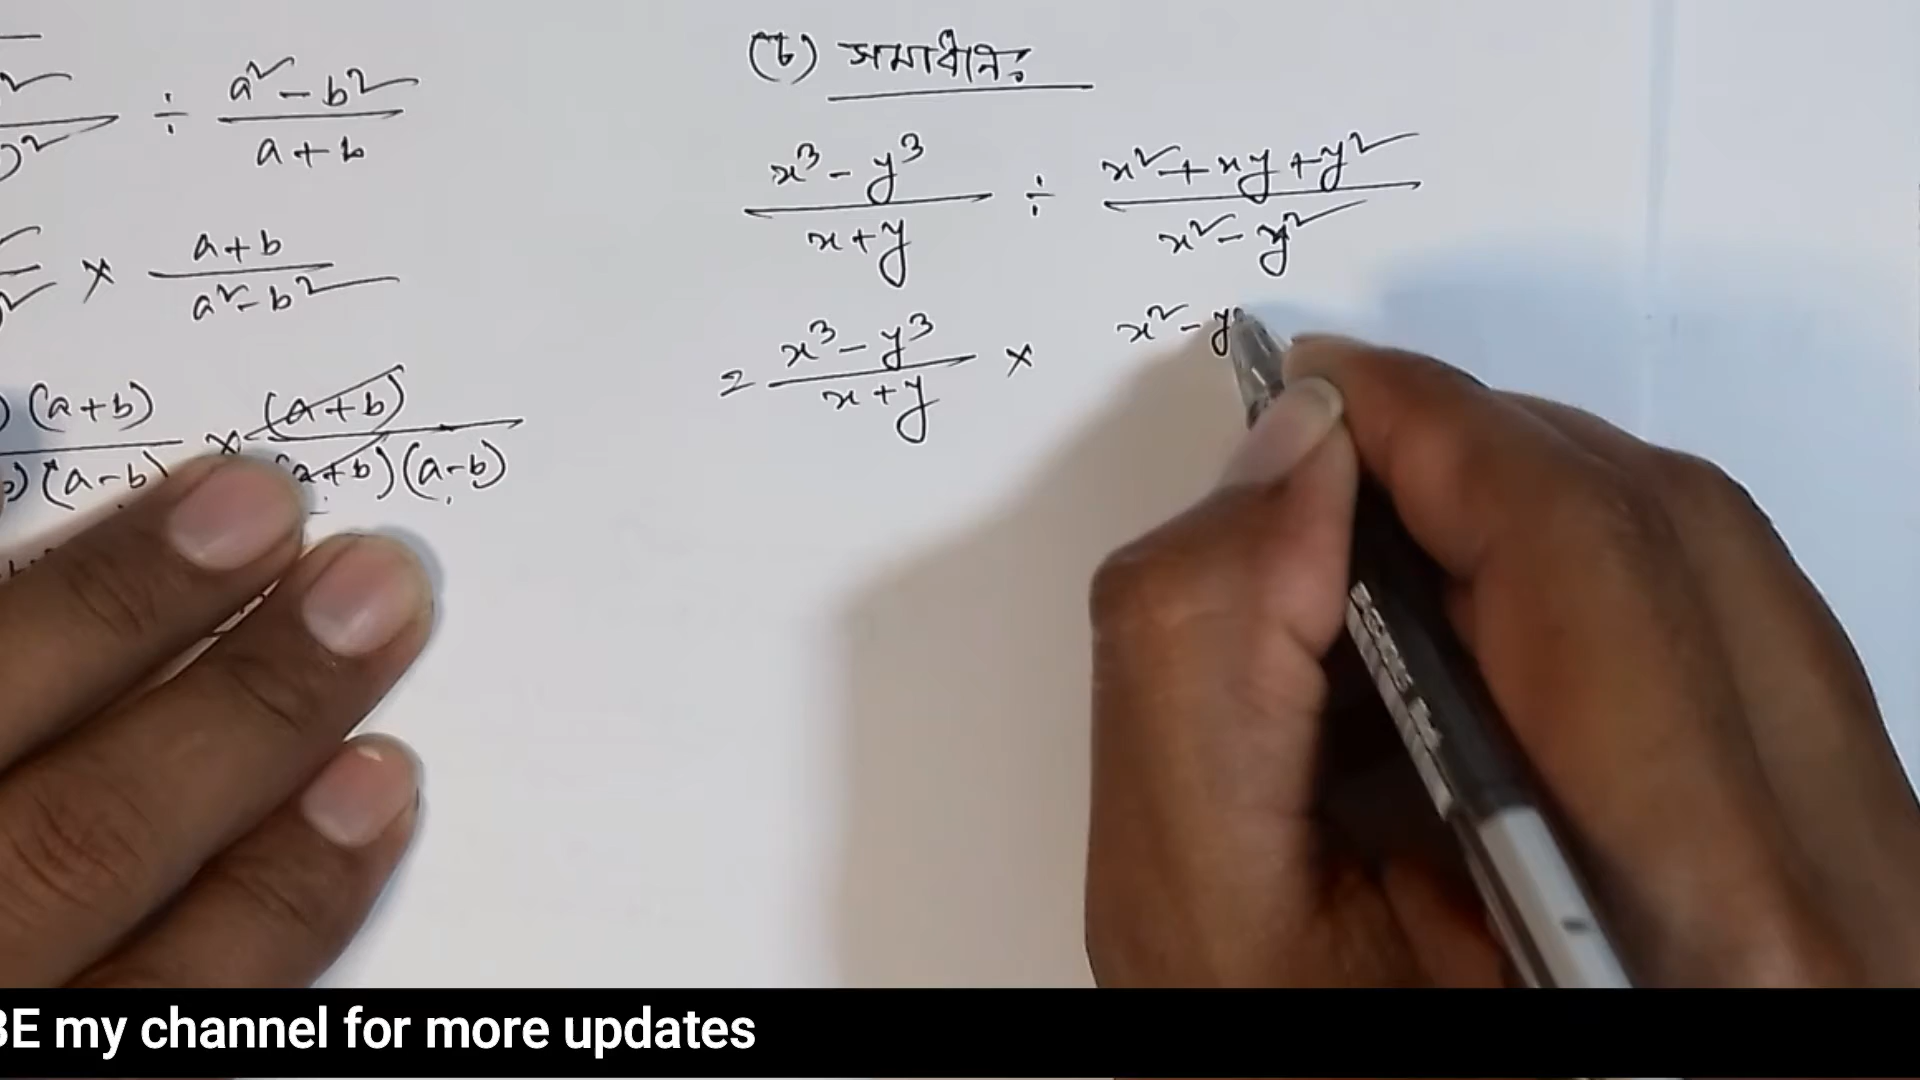 ÷ (a² - b²)/(a + b)
× (a + b)/(a² - b²)
(a+b)/(a-b) × (a+b)/(a+b)(a-b)
(চ) সমাধান:
(x³ - y³)/(x + y) ÷ (x² + xy + y²)/(x² - y²)
= (x³ - y³)/(x + y) × x² - y
BE my channel for more updates